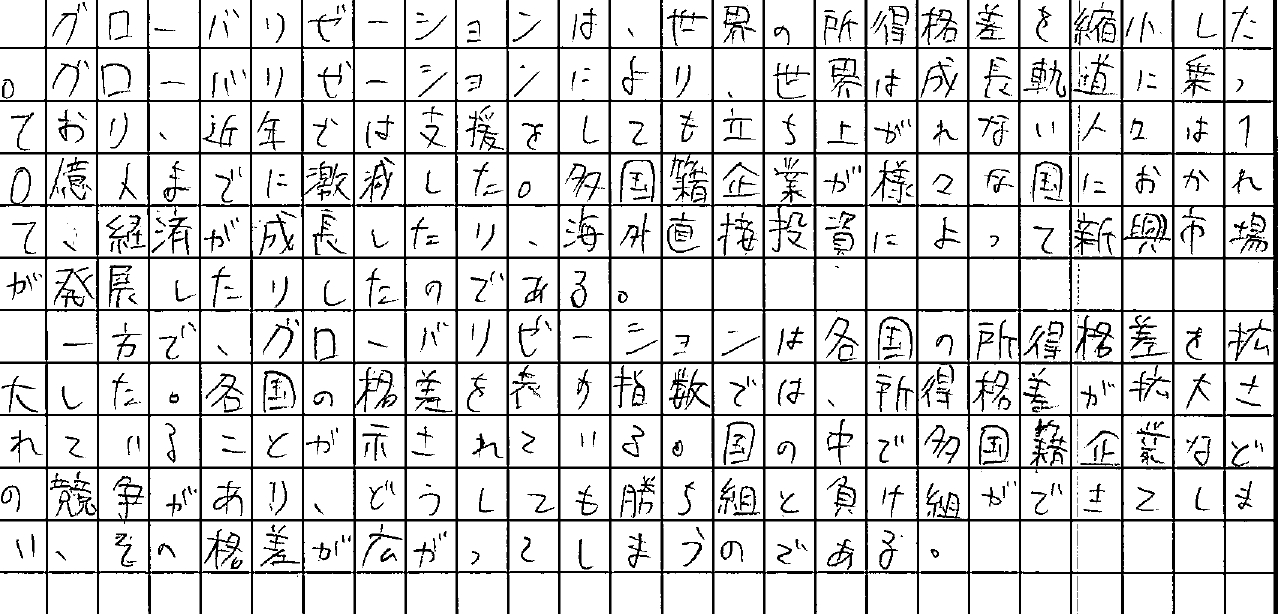 グローバリゼーションは、世界の所得格差を縮小した
。グローバリゼーションにより、世界は成長軌道に乗っ
ており、近年では支援をしても立ち上がれない人口は1
0億人までに激減した。多国籍企業が様々な国におかれ
て、経済が成長したり、海外直接投資によって新興市場
が発展したりしたのである。
一方で、グローバリゼーションは各国の所得格差を拡
大した。各国の格差を表す指数では、所得格差が拡大さ
れていることが示されている。国の中で多国籍企業など
の競争があり、どうしても勝ち組と負け組ができてしま
い、その格差が広がってしまうのである。